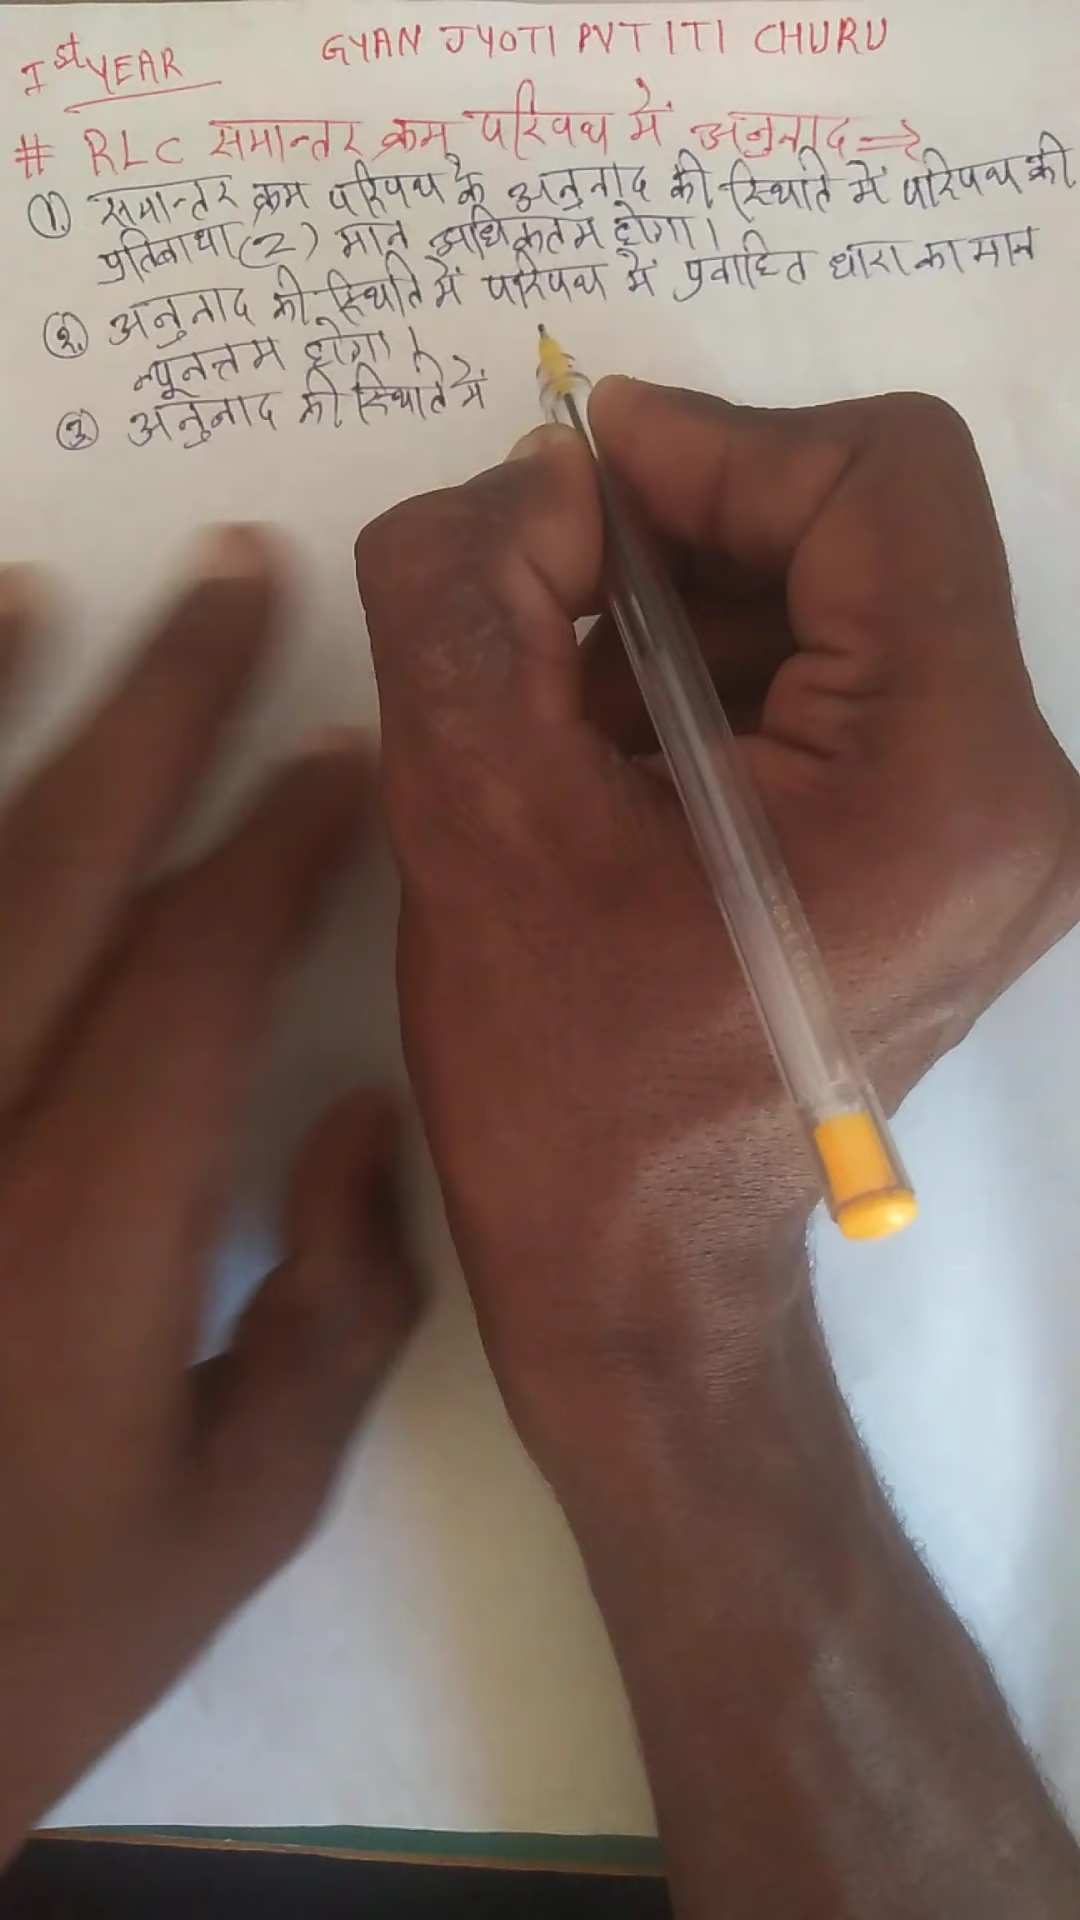 Ist YEAR
GYAN JYOTI PVT ITI CHURU
# RLC समान्तर क्रम परिपथ में अनुनाद ⇒
①. समान्तर क्रम परिपथ के अनुनाद की स्थिति में परिपथ की
प्रतिबाधा (Z) मान अधिकतम होगा।
②. अनुनाद की स्थिति में परिपथ में प्रवाहित धारा का मान
न्यूनतम होगा।
③. अनुनाद की स्थिति में